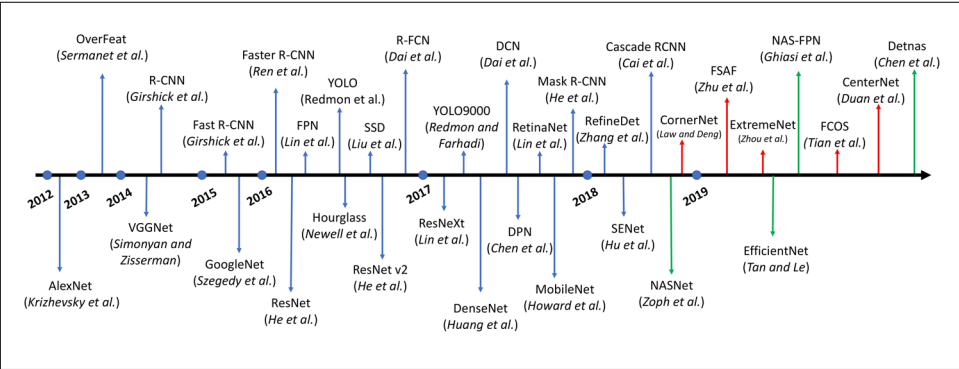 OverFeat
(Sermanet et al.)
R-CNN
(Girshick et al.)
Fast R-CNN
(Girshick et al.)
Faster R-CNN
(Ren et al.)
FPN
(Lin et al.)
YOLO
(Redmon et al.)
SSD
(Liu et al.)
R-FCN
(Dai et al.)
YOLO9000
(Redmon and
Farhadi)
DCN
(Dai et al.)
RetinaNet
(Lin et al.)
Mask R-CNN
(He et al.)
RefineDet
(Zhang et al.)
Cascade RCNN
(Cai et al.)
CornerNet
(Law and Deng)
FSAF
(Zhu et al.)
ExtremeNet
(Zhou et al.)
NAS-FPN
(Ghiasi et al.)
FCOS
(Tian et al.)
CenterNet
(Duan et al.)
Detnas
(Chen et al.)
2012
2013
2014
2015
2016
2017
2018
2019
AlexNet
(Krizhevsky et al.)
VGGNet
(Simonyan and
Zisserman)
GoogleNet
(Szegedy et al.)
ResNet
(He et al.)
Hourglass
(Newell et al.)
ResNet v2
(He et al.)
ResNeXt
(Lin et al.)
DenseNet
(Huang et al.)
DPN
(Chen et al.)
MobileNet
(Howard et al.)
SENet
(Hu et al.)
NASNet
(Zoph et al.)
EfficientNet
(Tan and Le)